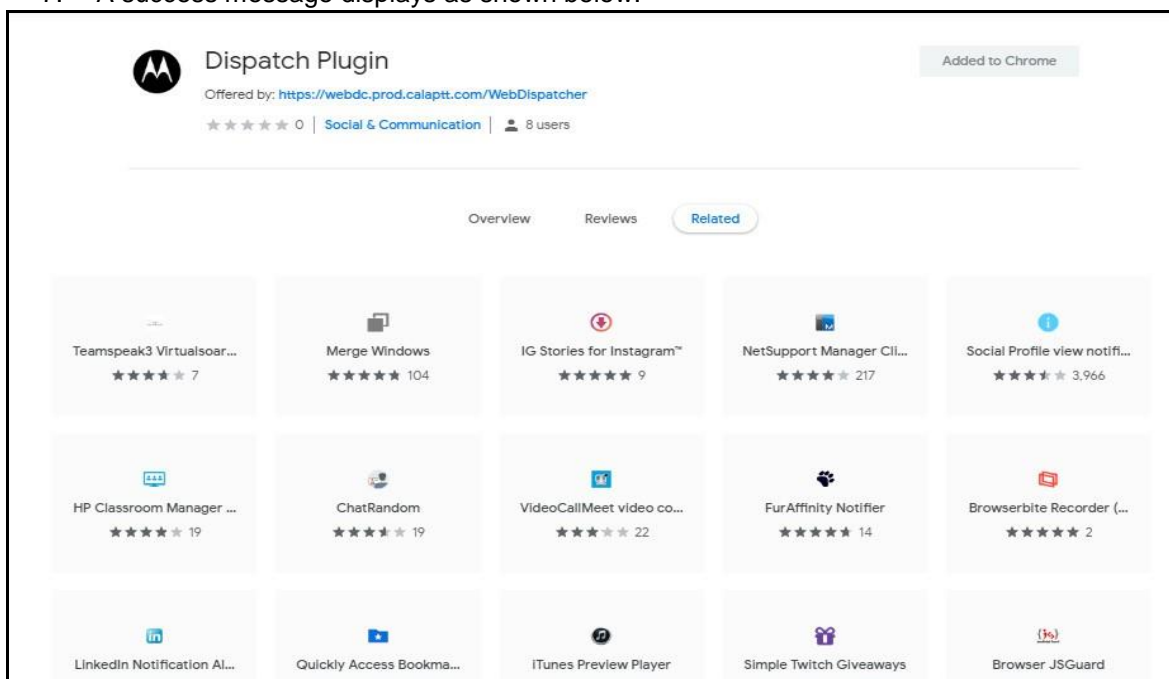 A success message displays as shown below:
Dispatch Plugin
Added to Chrome
Offered by: https://webdc.prod.calaptt.com/WebDispatcher
0 | Social & Communication | 8 users
Overview Reviews Related
Teamspeak3 Virtualsoar... Merge Windows IG Stories for Instagram™ NetSupport Manager Cli... Social Profile view notifi...
7 104 9 217 3,966
HP Classroom Manager ... ChatRandom VideoCallMeet video co... FurAffinity Notifier Browserbite Recorder (...
19 19 22 14 2
LinkedIn Notification Al... Quickly Access Bookma... iTunes Preview Player Simple Twitch Giveaways Browser JSGuard